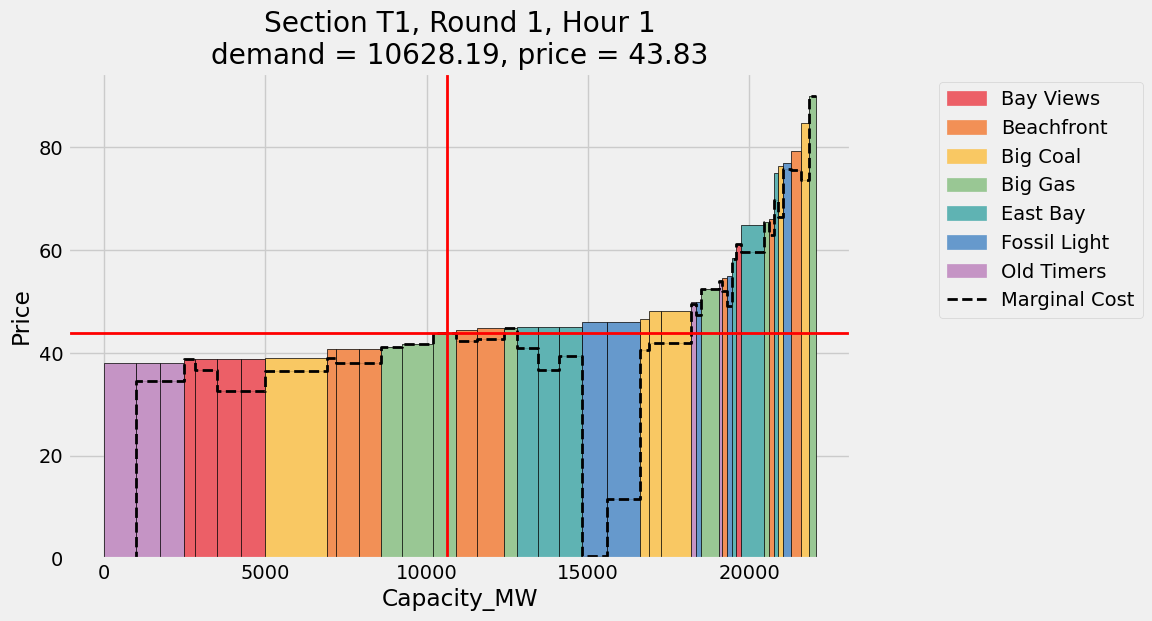 Section T1, Round 1, Hour 1
demand = 10628.19, price = 43.83
Price
80
60
40
20
0
0
5000
10000
15000
20000
Capacity_MW
Bay Views
Beachfront
Big Coal
Big Gas
East Bay
Fossil Light
Old Timers
Marginal Cost